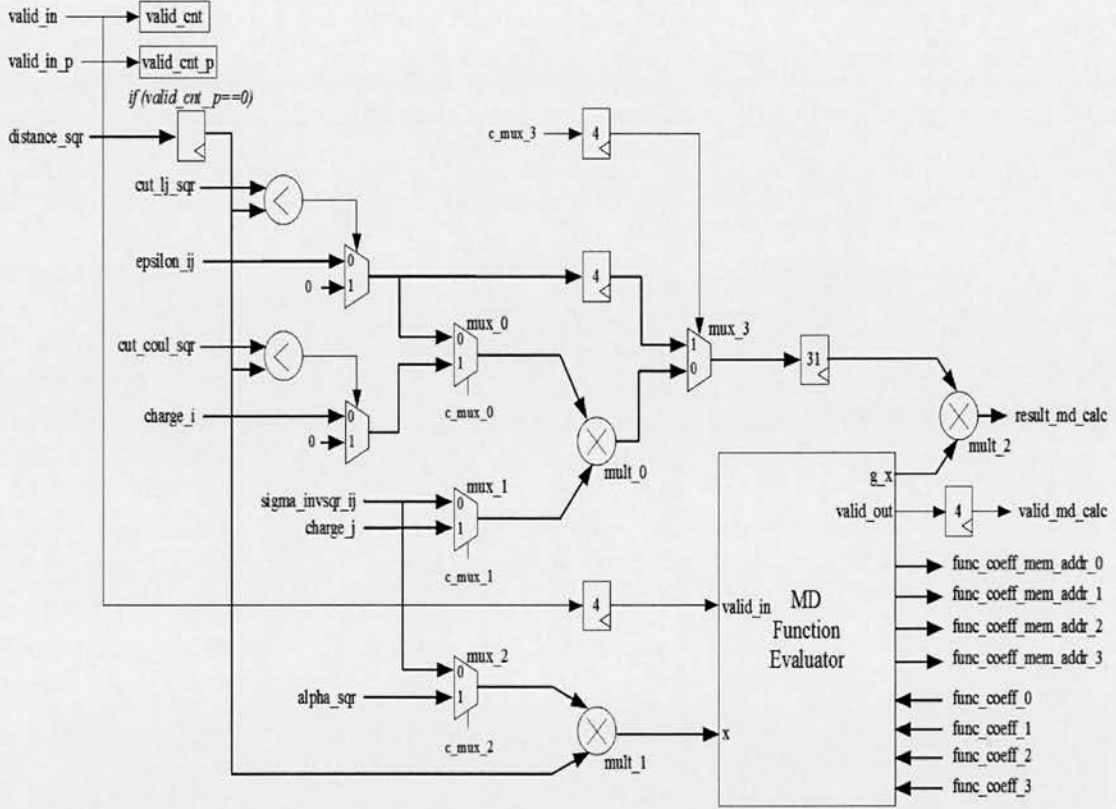 valid_in
valid_cnt
valid_in_p
valid_cnt_p
if (valid_cnt_p==0)
distance_sqr
c_mux_3
4
cut_lj_sqr
<
epsilon_ij
0
0
1
4
mux_0
0
1
c_mux_0
mux_3
1
0
31
cut_coul_sqr
<
charge_i
0
0
1
mult_0
mult_2
result_md_calc
sigma_invsqr_ij
charge_j
mux_1
0
1
c_mux_1
g_x
valid_out
4
valid_md_calc
func_coeff_mem_addr_0
func_coeff_mem_addr_1
func_coeff_mem_addr_2
func_coeff_mem_addr_3
4
valid_in
MD
Function
Evaluator
mux_2
0
1
alpha_sqr
c_mux_2
mult_1
x
func_coeff_0
func_coeff_1
func_coeff_2
func_coeff_3